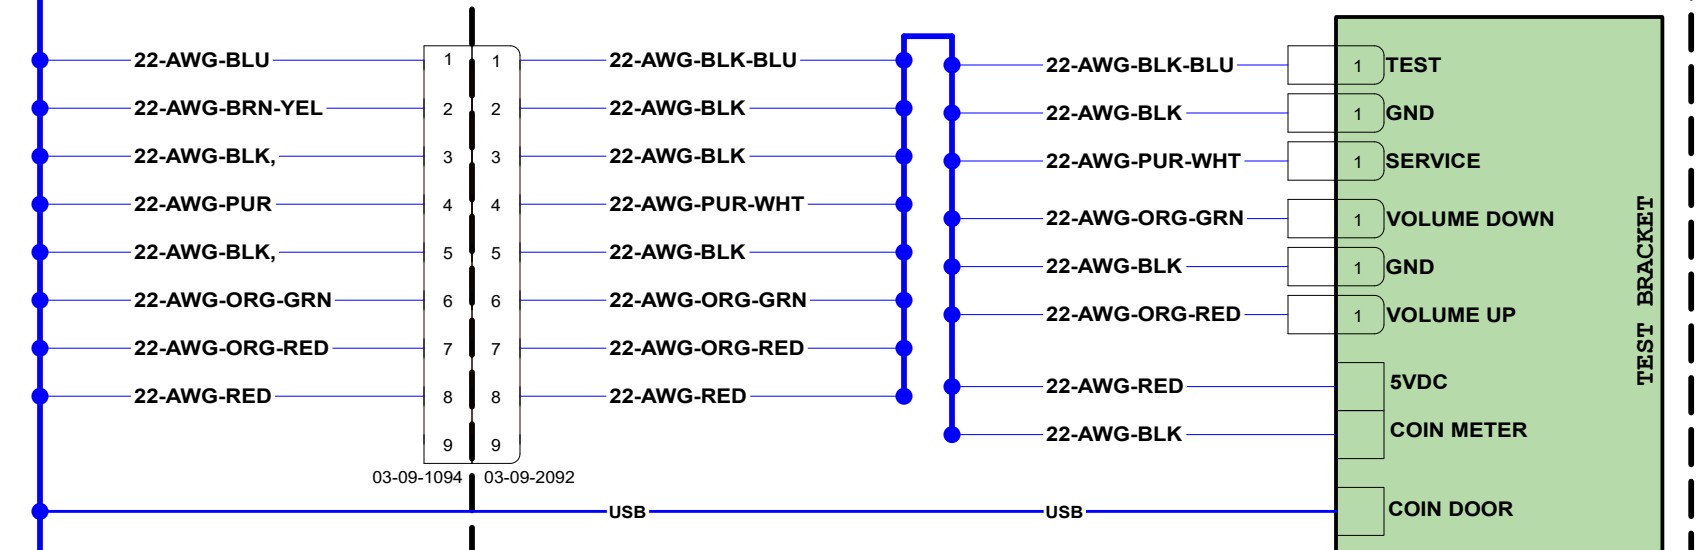 22-AWG-BLU 1 1 22-AWG-BLK-BLU 22-AWG-BLK-BLU 1 TEST
22-AWG-BRN-YEL 2 2 22-AWG-BLK 22-AWG-BLK 1 GND
22-AWG-BLK, 3 3 22-AWG-BLK 22-AWG-PUR-WHT 1 SERVICE
22-AWG-PUR 4 4 22-AWG-PUR-WHT 22-AWG-ORG-GRN 1 VOLUME DOWN
22-AWG-BLK, 5 5 22-AWG-BLK 22-AWG-BLK 1 GND
22-AWG-ORG-GRN 6 6 22-AWG-ORG-GRN 22-AWG-ORG-RED 1 VOLUME UP
22-AWG-ORG-RED 7 7 22-AWG-ORG-RED 22-AWG-RED 5VDC
22-AWG-RED 8 8 22-AWG-RED 22-AWG-BLK COIN METER
9 9
03-09-1094 03-09-2092
USB USB COIN DOOR
TEST BRACKET